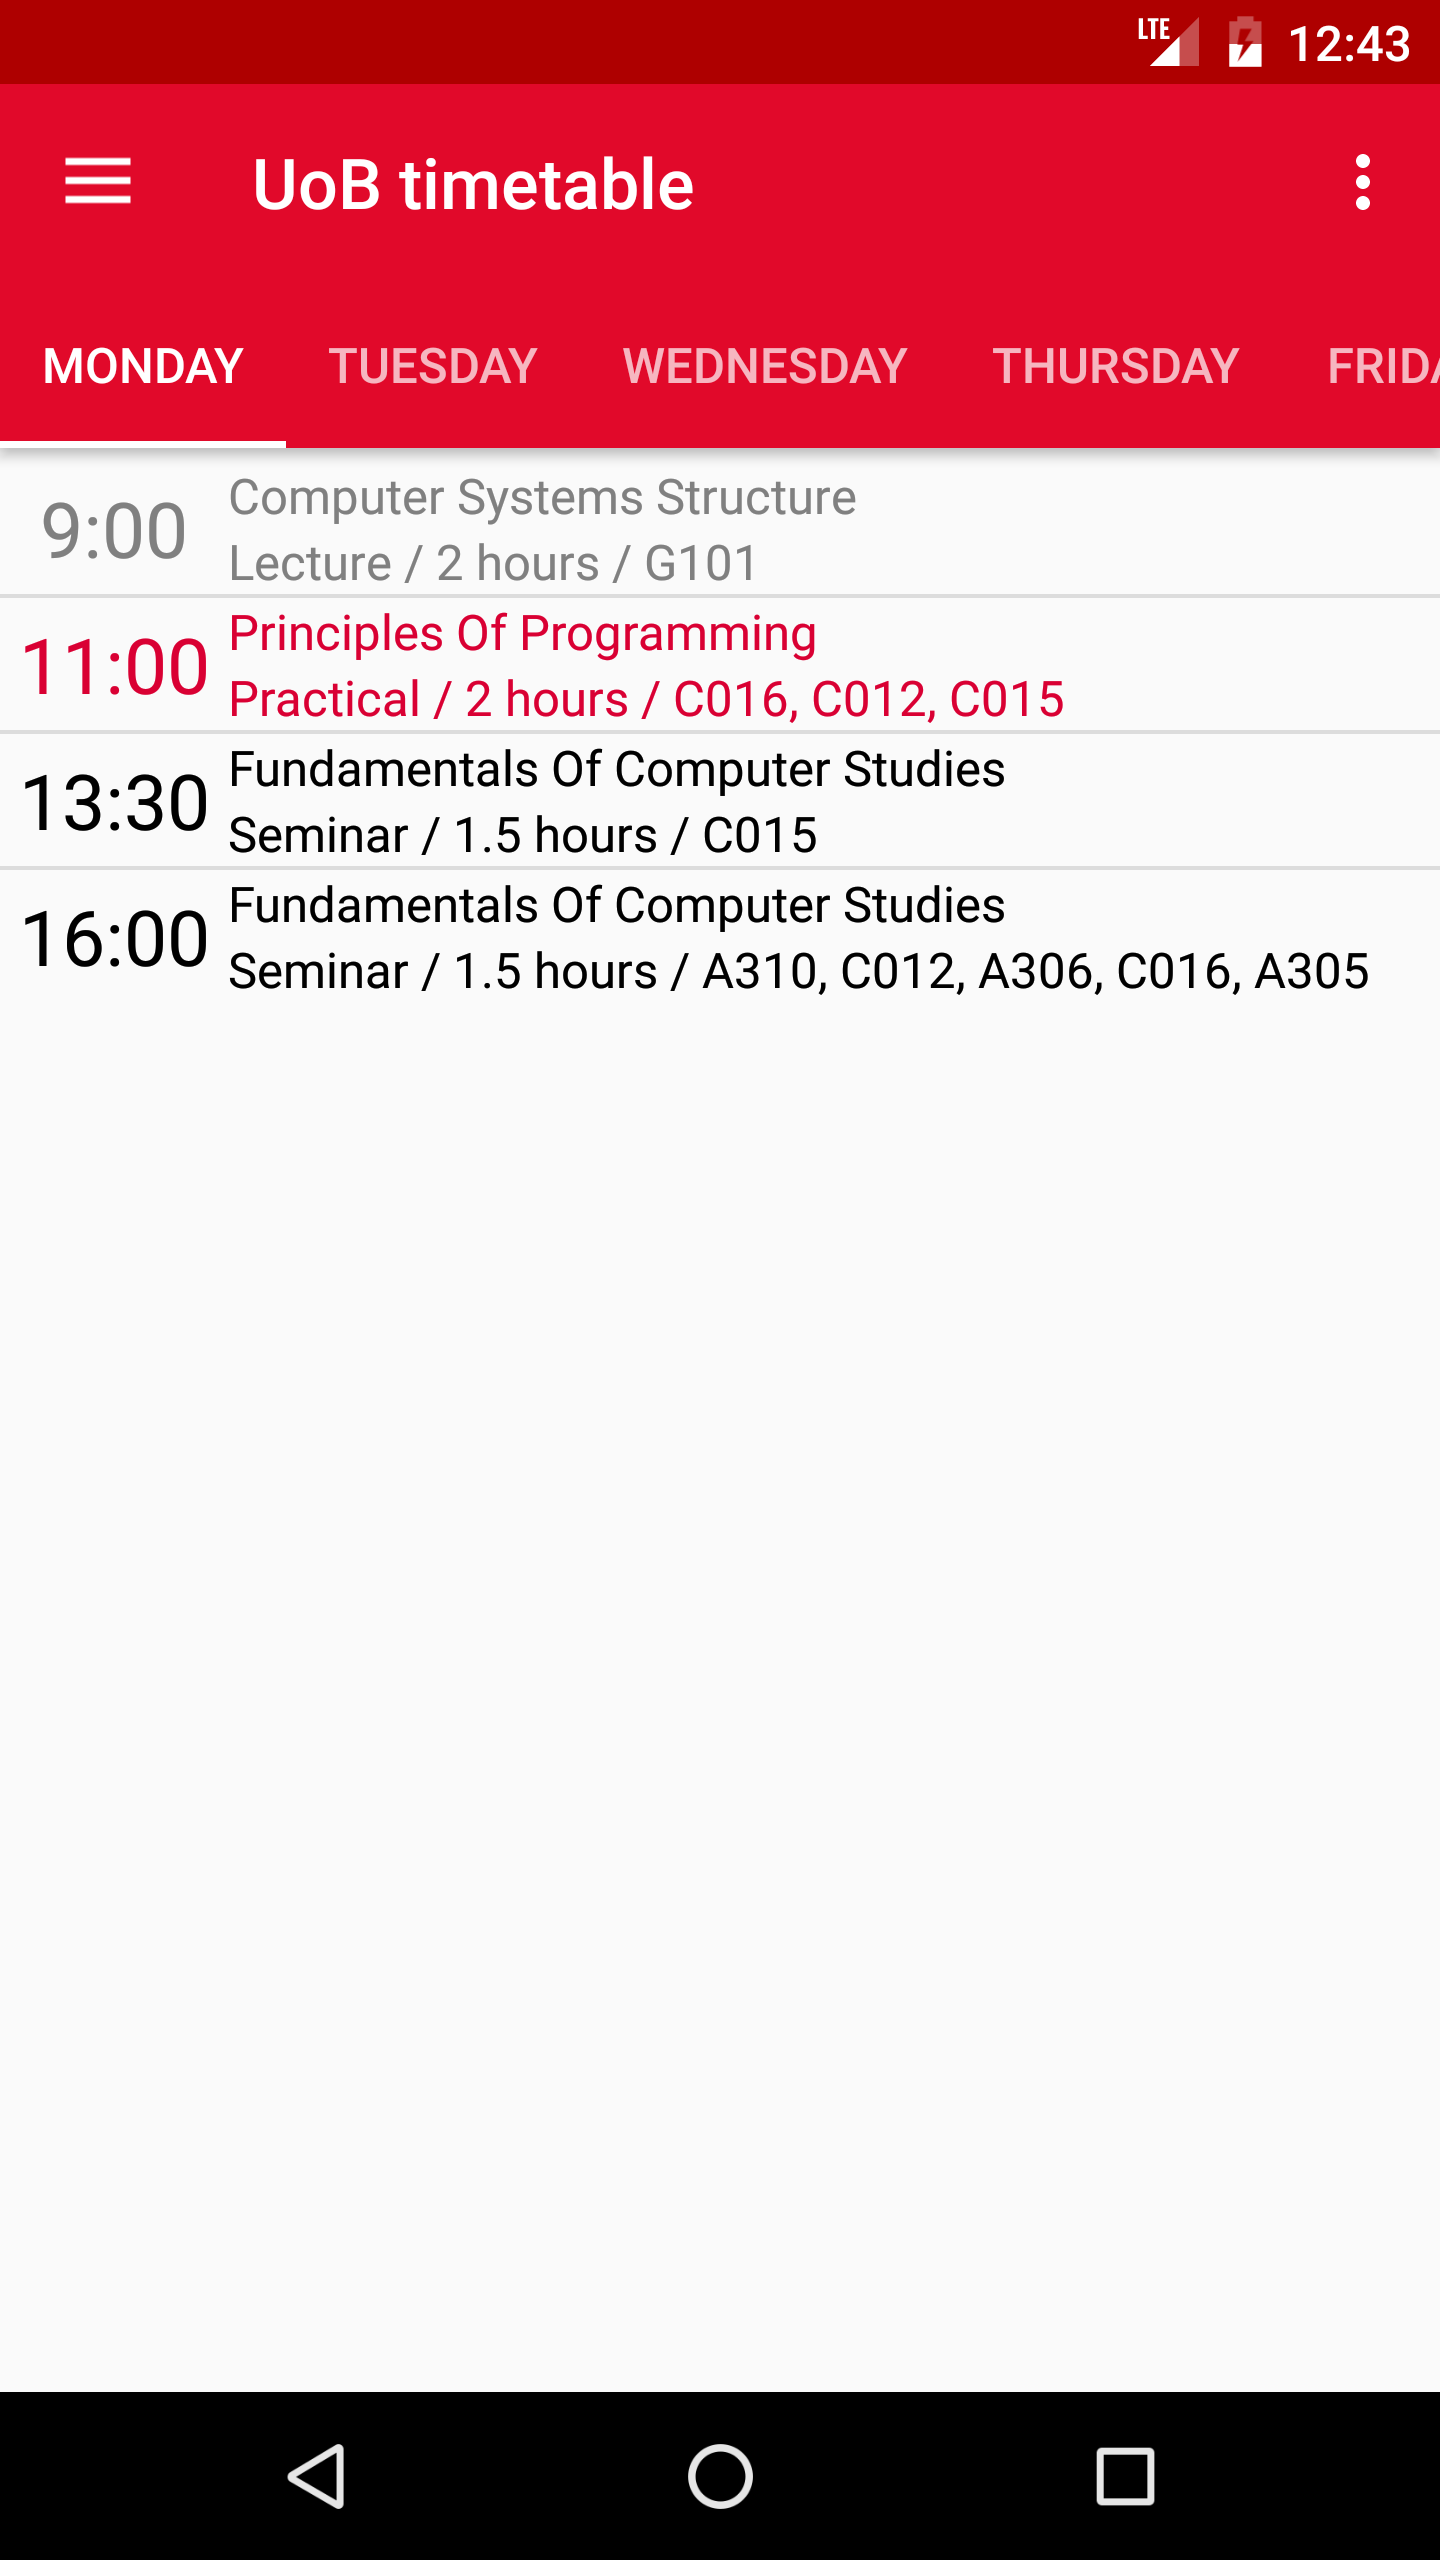 LTE 12:43
UoB timetable
MONDAY TUESDAY WEDNESDAY THURSDAY FRIDA
9:00
Computer Systems Structure
Lecture / 2 hours / G101
11:00
Principles Of Programming
Practical / 2 hours / C016, C012, C015
13:30
Fundamentals Of Computer Studies
Seminar / 1.5 hours / C015
16:00
Fundamentals Of Computer Studies
Seminar / 1.5 hours / A310, C012, A306, C016, A305